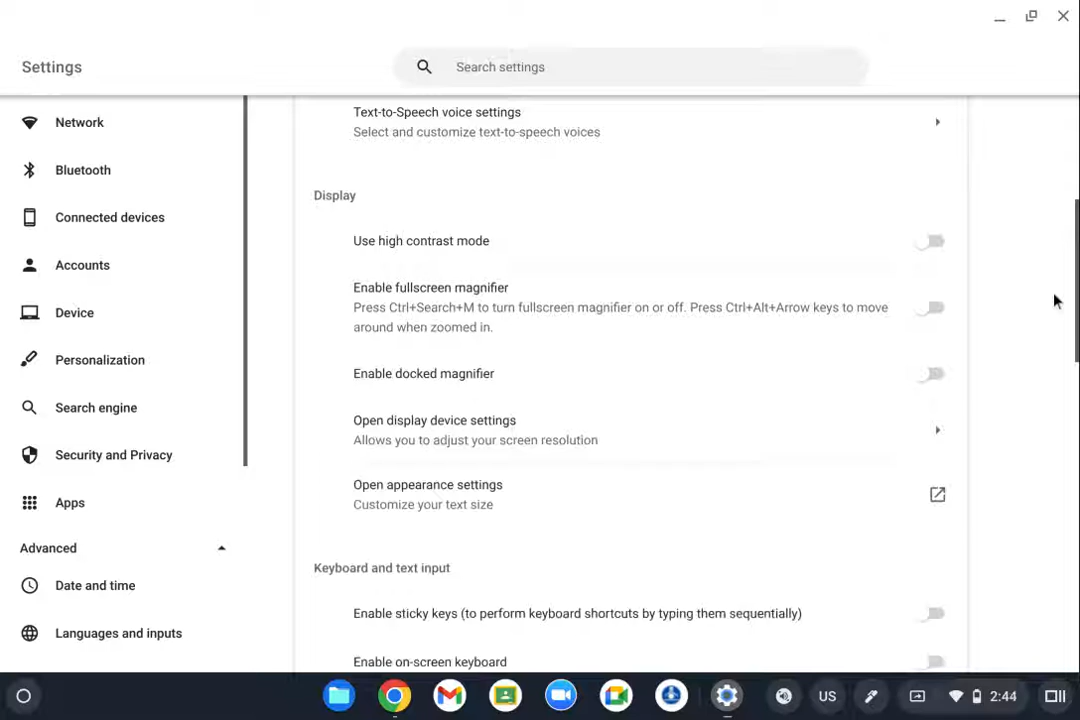 Settings
Search settings
Network
Bluetooth
Connected devices
Accounts
Device
Personalization
Search engine
Security and Privacy
Apps
Advanced
Date and time
Languages and inputs
Text-to-Speech voice settings
Select and customize text-to-speech voices
Display
Use high contrast mode
Enable fullscreen magnifier
Press Ctrl+Search+M to turn fullscreen magnifier on or off. Press Ctrl+Alt+Arrow keys to move
around when zoomed in.
Enable docked magnifier
Open display device settings
Allows you to adjust your screen resolution
Open appearance settings
Customize your text size
Keyboard and text input
Enable sticky keys (to perform keyboard shortcuts by typing them sequentially)
Enable on-screen keyboard
US
2:44